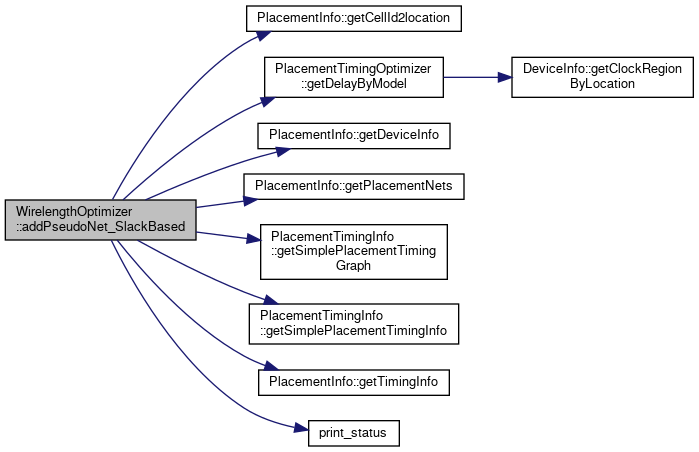 PlacementInfo::getCellId2location
PlacementTimingOptimizer
::getDelayByModel
DeviceInfo::getClockRegion
ByLocation
PlacementInfo::getDeviceInfo
PlacementInfo::getPlacementNets
WirelengthOptimizer
::addPseudoNet_SlackBased
PlacementTimingInfo
::getSimplePlacementTiming
Graph
PlacementTimingInfo
::getSimplePlacementTimingInfo
PlacementInfo::getTimingInfo
print_status